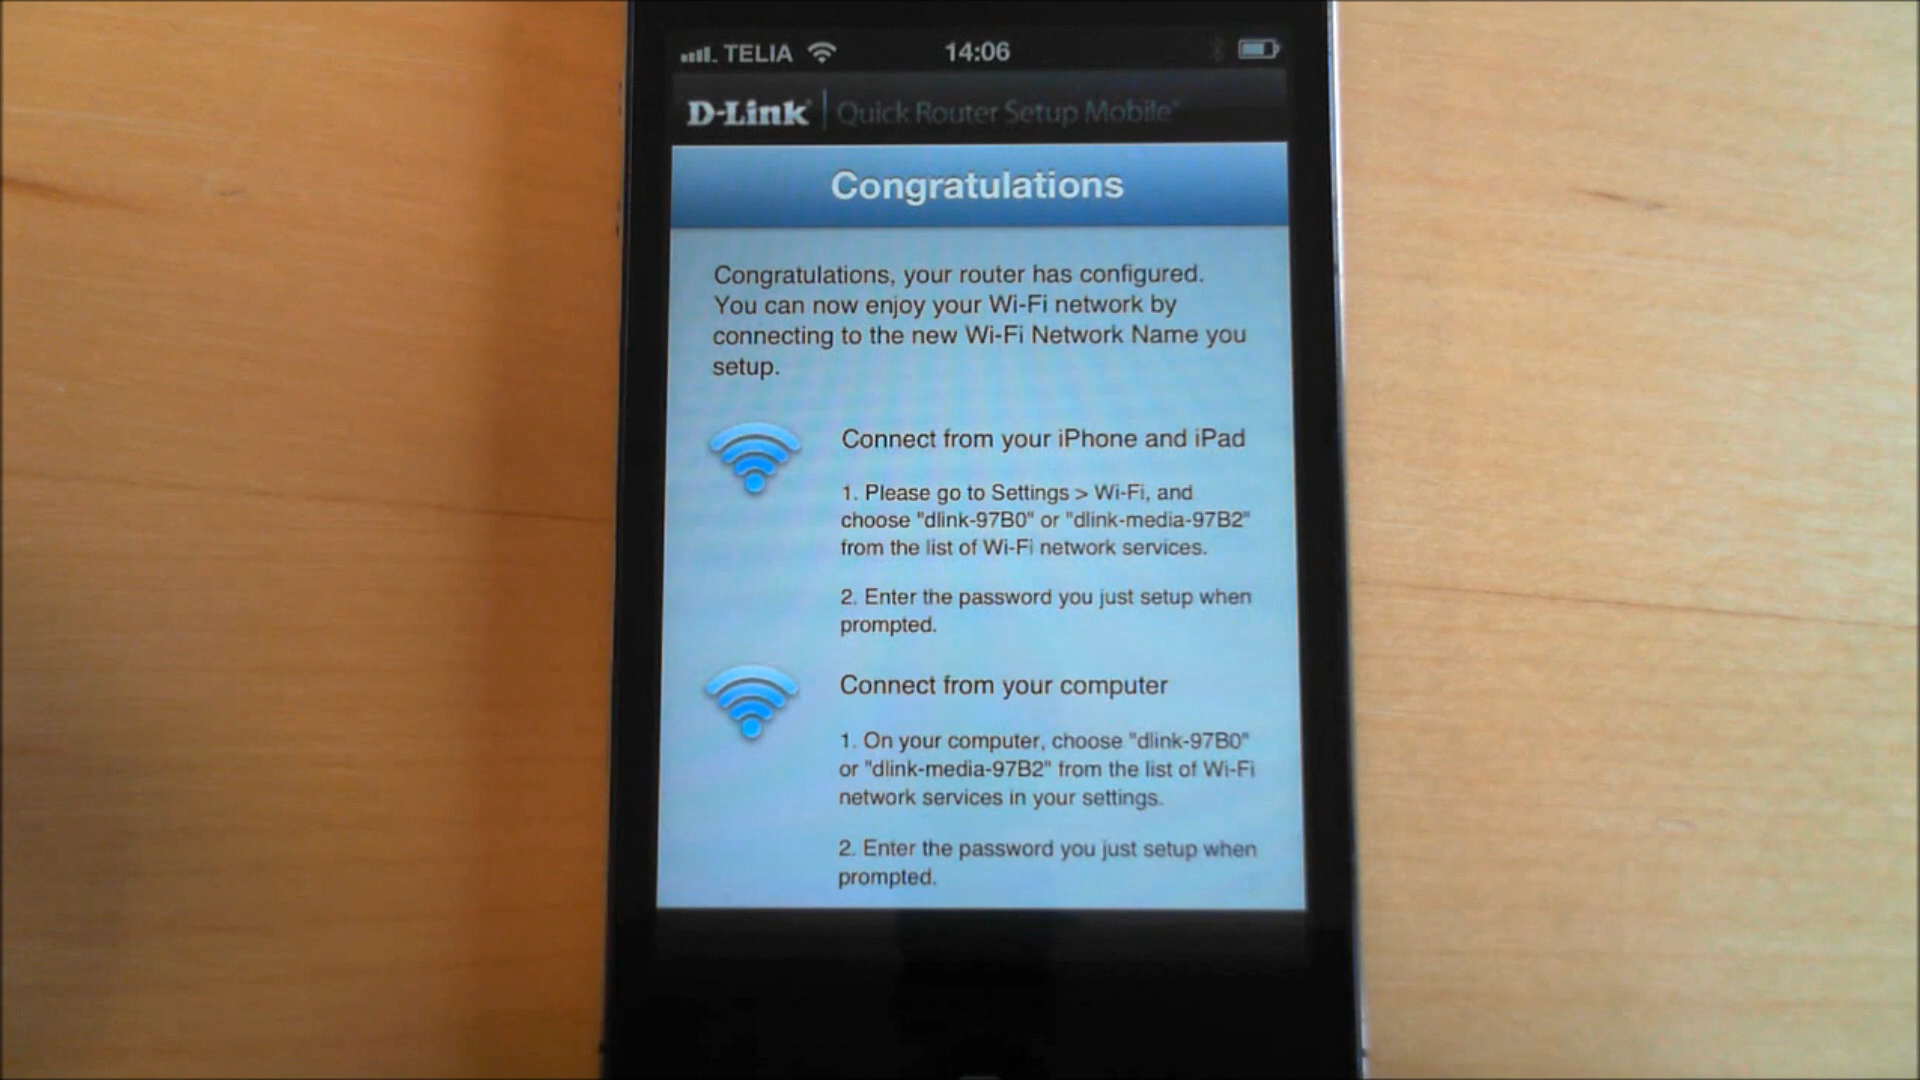 TELIA 14:06
D-Link Quick Router Setup Mobile
Congratulations
Congratulations, your router has configured.
You can now enjoy your Wi-Fi network by
connecting to the new Wi-Fi Network Name you
setup.
Connect from your iPhone and iPad
1. Please go to Settings > Wi-Fi, and
choose "dlink-97B0" or "dlink-media-97B2"
from the list of Wi-Fi network services.
2. Enter the password you just setup when
prompted.
Connect from your computer
1. On your computer, choose "dlink-97B0"
or "dlink-media-97B2" from the list of Wi-Fi
network services in your settings.
2. Enter the password you just setup when
prompted.